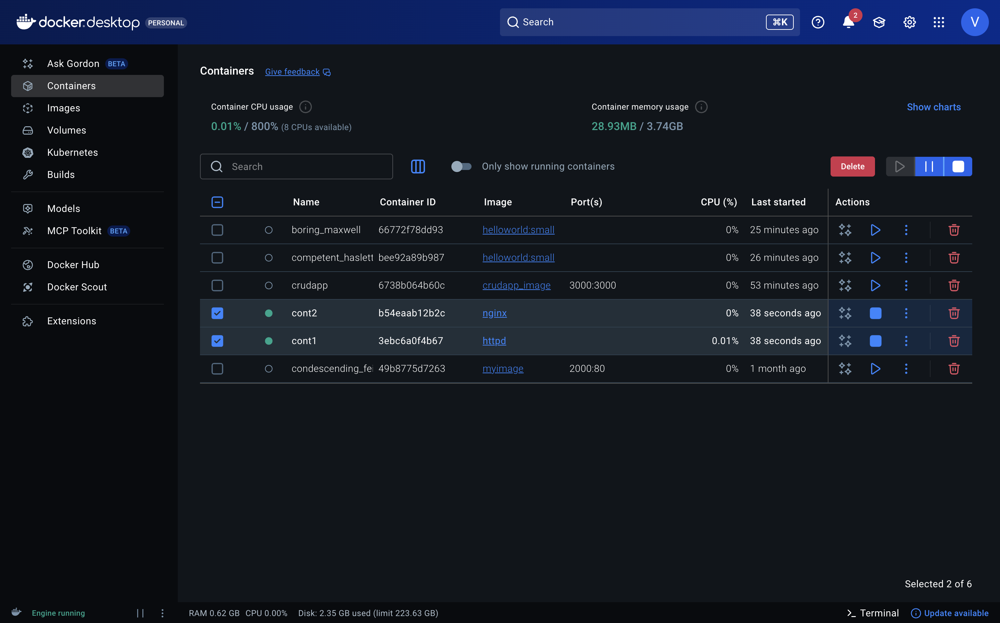 docker desktop PERSONAL
Search ⌘K
2
V
Ask Gordon BETA
Containers
Images
Volumes
Kubernetes
Builds
Models
MCP Toolkit BETA
Docker Hub
Docker Scout
Extensions
Containers Give feedback
Container CPU usage
0.01% / 800% (8 CPUs available)
Container memory usage
28.93MB / 3.74GB
Show charts
Search
Only show running containers
Delete
Name Container ID Image Port(s) CPU (%) Last started Actions
boring_maxwell 66772f78dd93 helloworld:small 0% 25 minutes ago
competent_haslett bee92a89b987 helloworld:small 0% 26 minutes ago
crudapp 6738b064b60c crudapp_image 3000:3000 0% 53 minutes ago
cont2 b54eaab12b2c nginx 0% 38 seconds ago
cont1 3ebc6a0f4b67 httpd 0.01% 38 seconds ago
condescending_fei 49b8775d7263 myimage 2000:80 0% 1 month ago
Selected 2 of 6
Engine running
RAM 0.62 GB CPU 0.00% Disk: 2.35 GB used (limit 223.63 GB)
Terminal
Update available